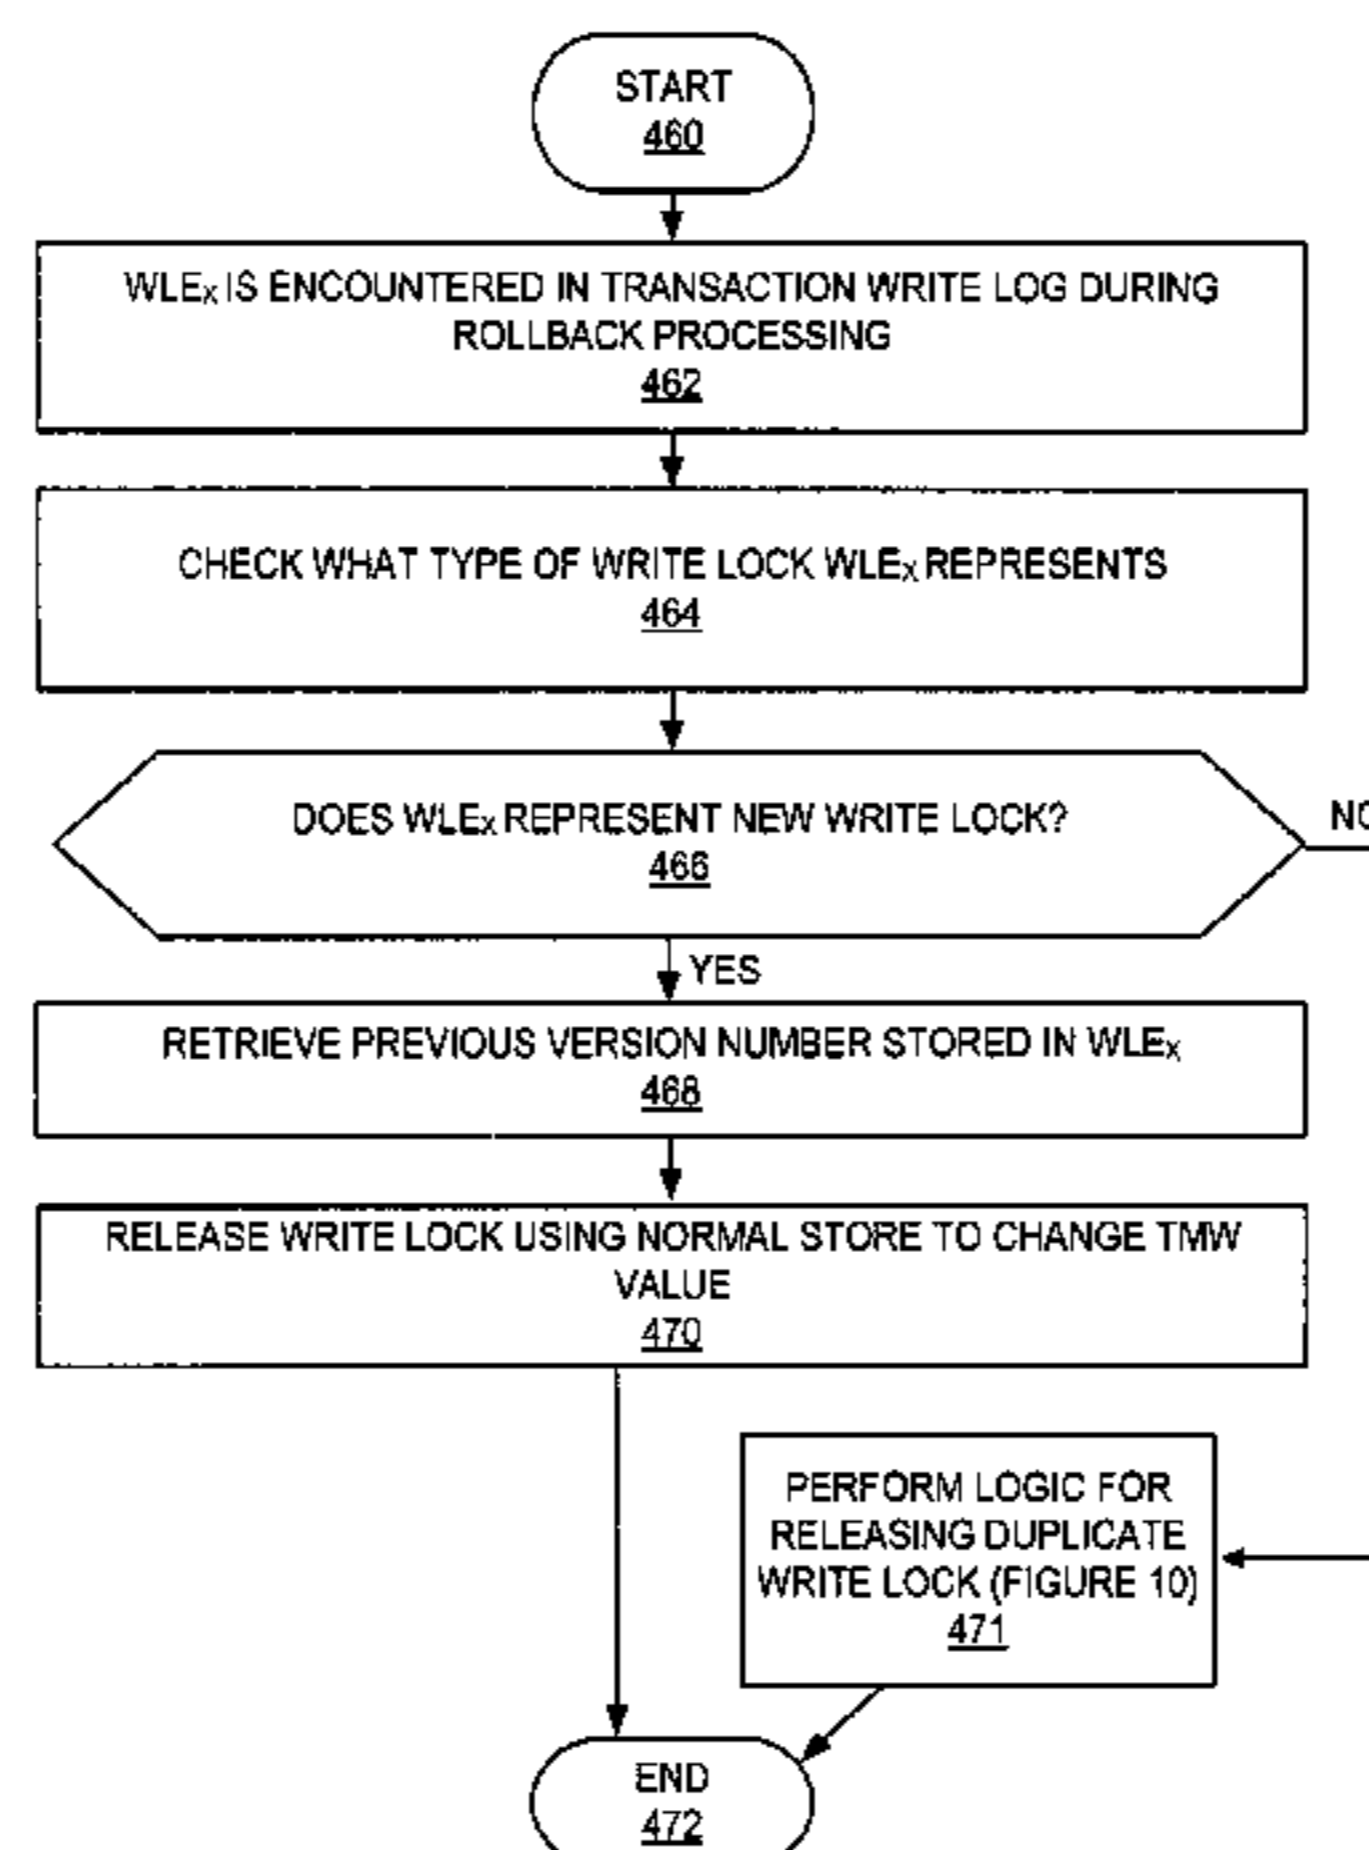 START
460
WLEX IS ENCOUNTERED IN TRANSACTION WRITE LOG DURING
ROLLBACK PROCESSING
462
CHECK WHAT TYPE OF WRITE LOCK WLEX REPRESENTS
464
DOES WLEX REPRESENT NEW WRITE LOCK?
466
NO
YES
RETRIEVE PREVIOUS VERSION NUMBER STORED IN WLEX
468
RELEASE WRITE LOCK USING NORMAL STORE TO CHANGE TMW
VALUE
470
PERFORM LOGIC FOR
RELEASING DUPLICATE
WRITE LOCK (FIGURE 10)
471
END
472